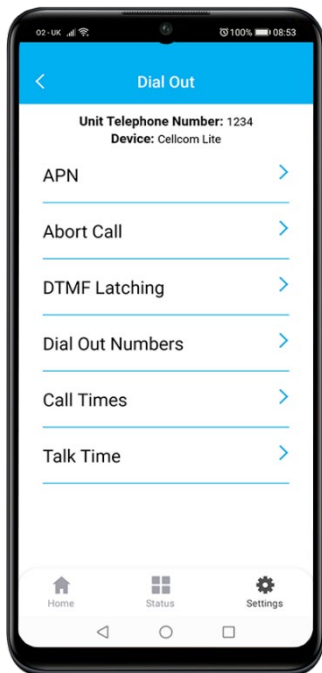 02-UK 100% 08:53
Dial Out
Unit Telephone Number: 1234
Device: Cellcom Lite
APN
Abort Call
DTMF Latching
Dial Out Numbers
Call Times
Talk Time
Home Status Settings